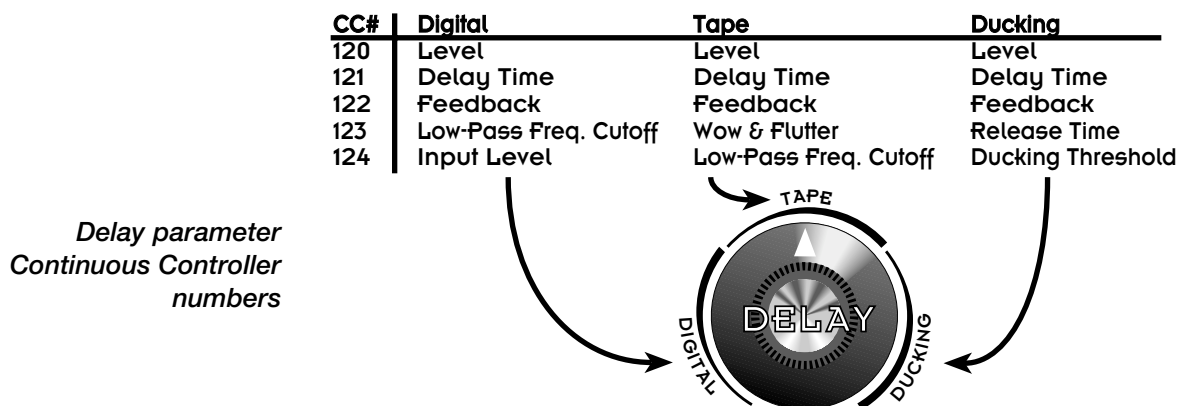 CC# Digital Tape Ducking
120 Level Level Level
121 Delay Time Delay Time Delay Time
122 Feedback Feedback Feedback
123 Low-Pass Freq. Cutoff Wow & Flutter Release Time
124 Input Level Low-Pass Freq. Cutoff Ducking Threshold
Delay parameter
Continuous Controller
numbers
TAPE
DELAY
DIGITAL
DUCKING